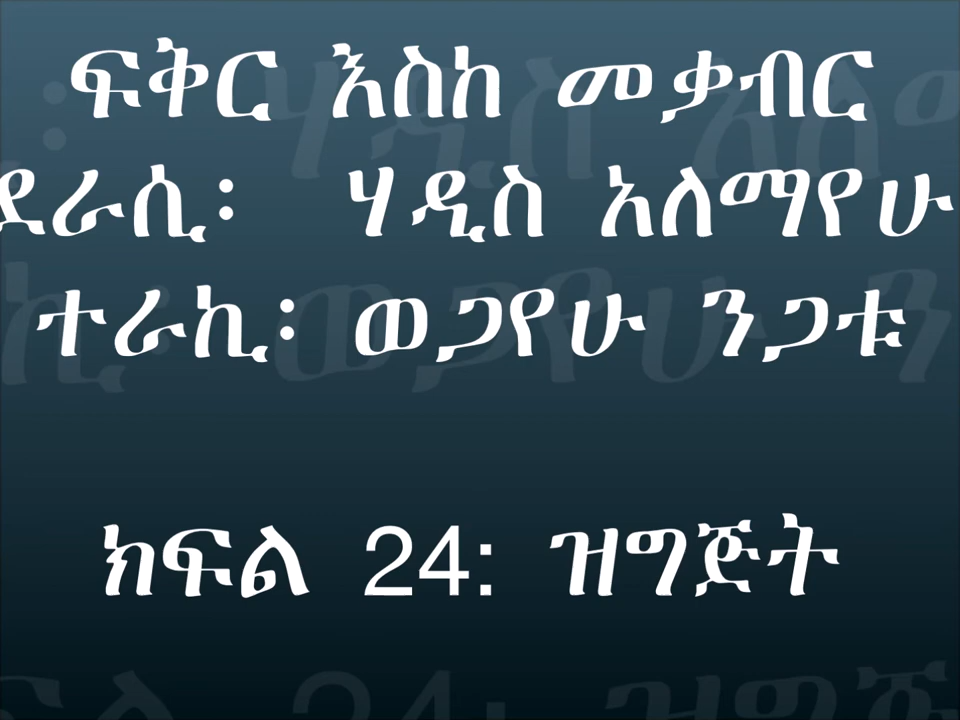 ፍቅር እስከ መቃብር
ደራሲ፡ ሃዲስ አለማየሁ
ተራኪ፡ ወጋየሁ ንጋቱ
ክፍል 24: ዝግጅት